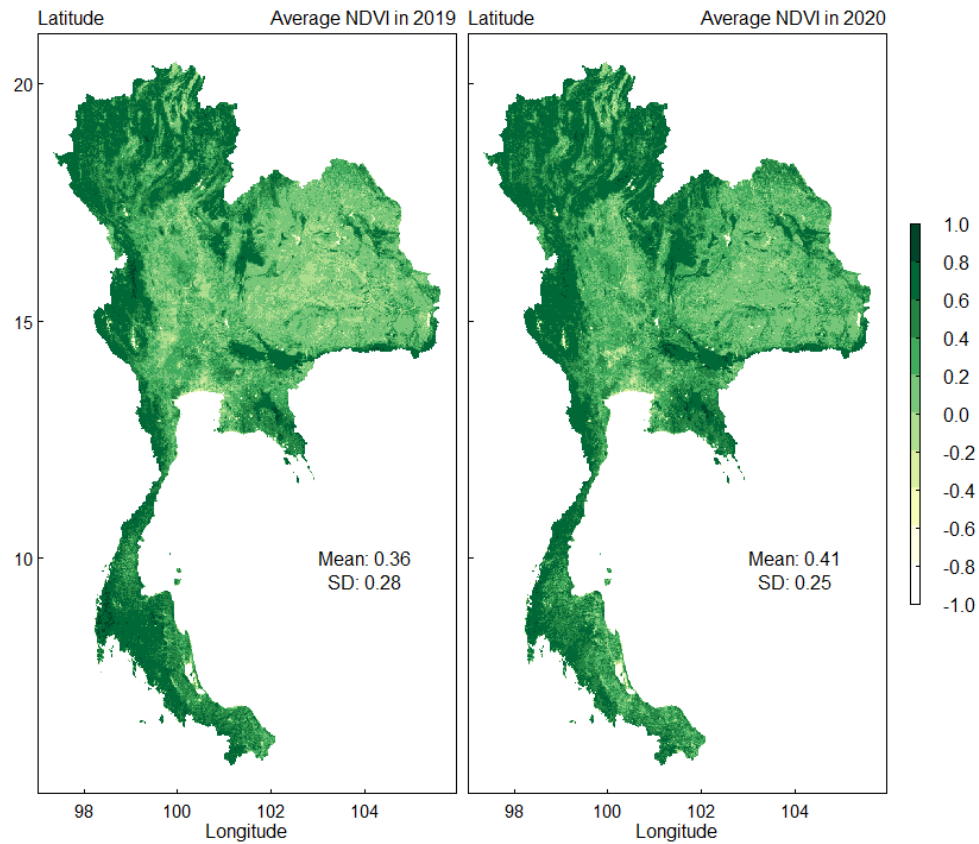 Latitude Average NDVI in 2019 Latitude Average NDVI in 2020
20
15
10
Mean: 0.36
SD: 0.28
Mean: 0.41
SD: 0.25
1.0
0.8
0.6
0.4
0.2
0.0
-0.2
-0.4
-0.6
-0.8
-1.0
98 100 102 104
Longitude
98 100 102 104
Longitude